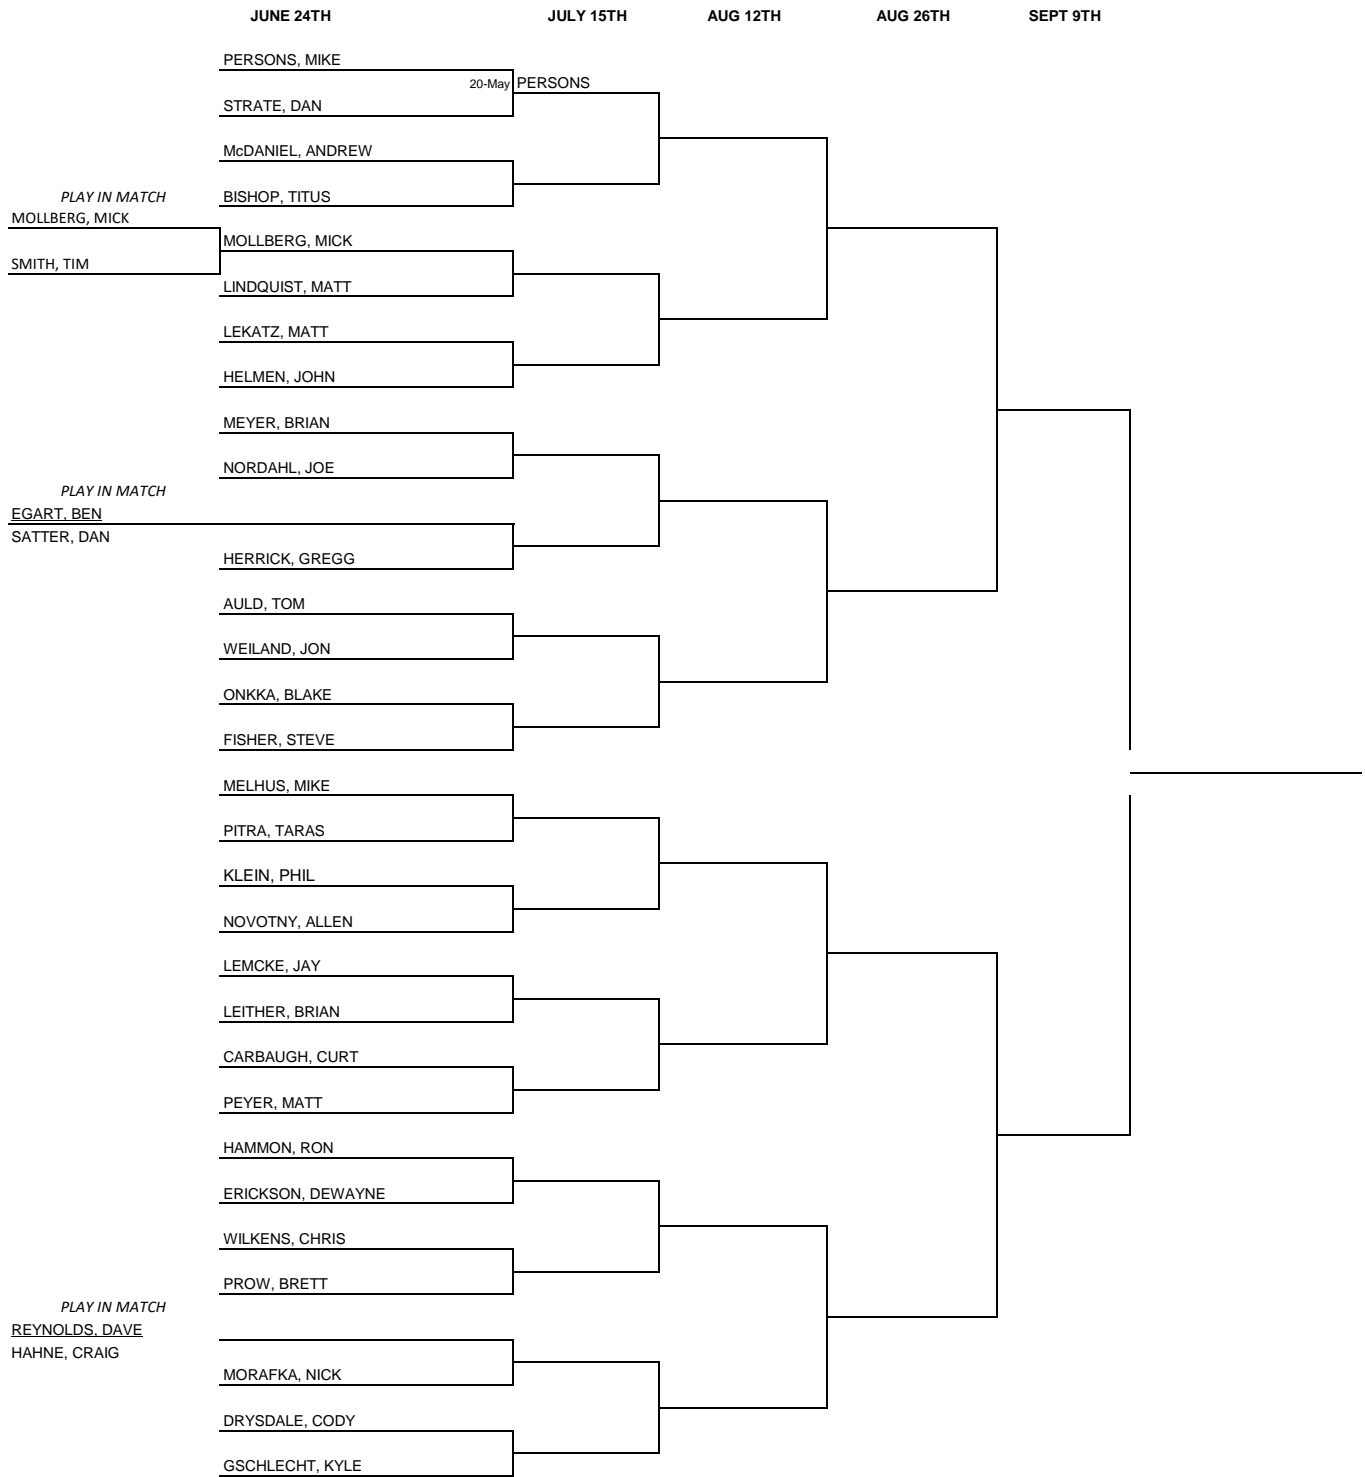 JUNE 24TH JULY 15TH AUG 12TH AUG 26TH SEPT 9TH
PERSONS, MIKE
20-May PERSONS
STRATE, DAN
McDANIEL, ANDREW
PLAY IN MATCH
BISHOP, TITUS
MOLLBERG, MICK
MOLLBERG, MICK
SMITH, TIM
LINDQUIST, MATT
LEKATZ, MATT
HELMEN, JOHN
MEYER, BRIAN
NORDAHL, JOE
PLAY IN MATCH
EGART, BEN
SATTER, DAN
HERRICK, GREGG
AULD, TOM
WEILAND, JON
ONKKA, BLAKE
FISHER, STEVE
MELHUS, MIKE
PITRA, TARAS
KLEIN, PHIL
NOVOTNY, ALLEN
LEMCKE, JAY
LEITHER, BRIAN
CARBAUGH, CURT
PEYER, MATT
HAMMON, RON
ERICKSON, DEWAYNE
WILKENS, CHRIS
PROW, BRETT
PLAY IN MATCH
REYNOLDS, DAVE
HAHNE, CRAIG
MORAFKA, NICK
DRYSDALE, CODY
GSCHLECHT, KYLE